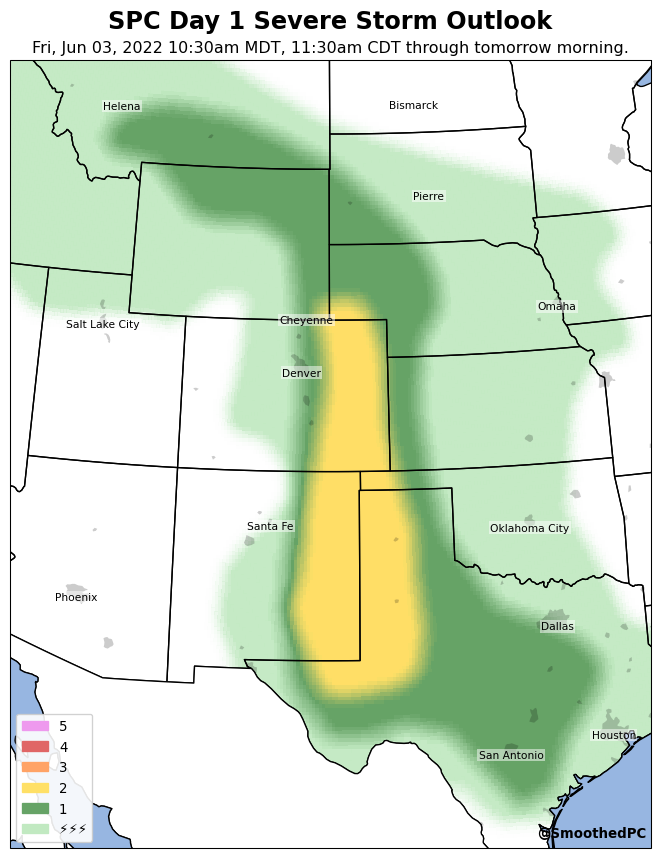 SPC Day 1 Severe Storm Outlook
Fri, Jun 03, 2022 10:30am MDT, 11:30am CDT through tomorrow morning.
Helena
Bismarck
Pierre
Omaha
Salt Lake City
Cheyenne
Denver
Santa Fe
Oklahoma City
Phoenix
Dallas
Houston
San Antonio
5
4
3
2
1
⚡⚡⚡
@SmoothedPC